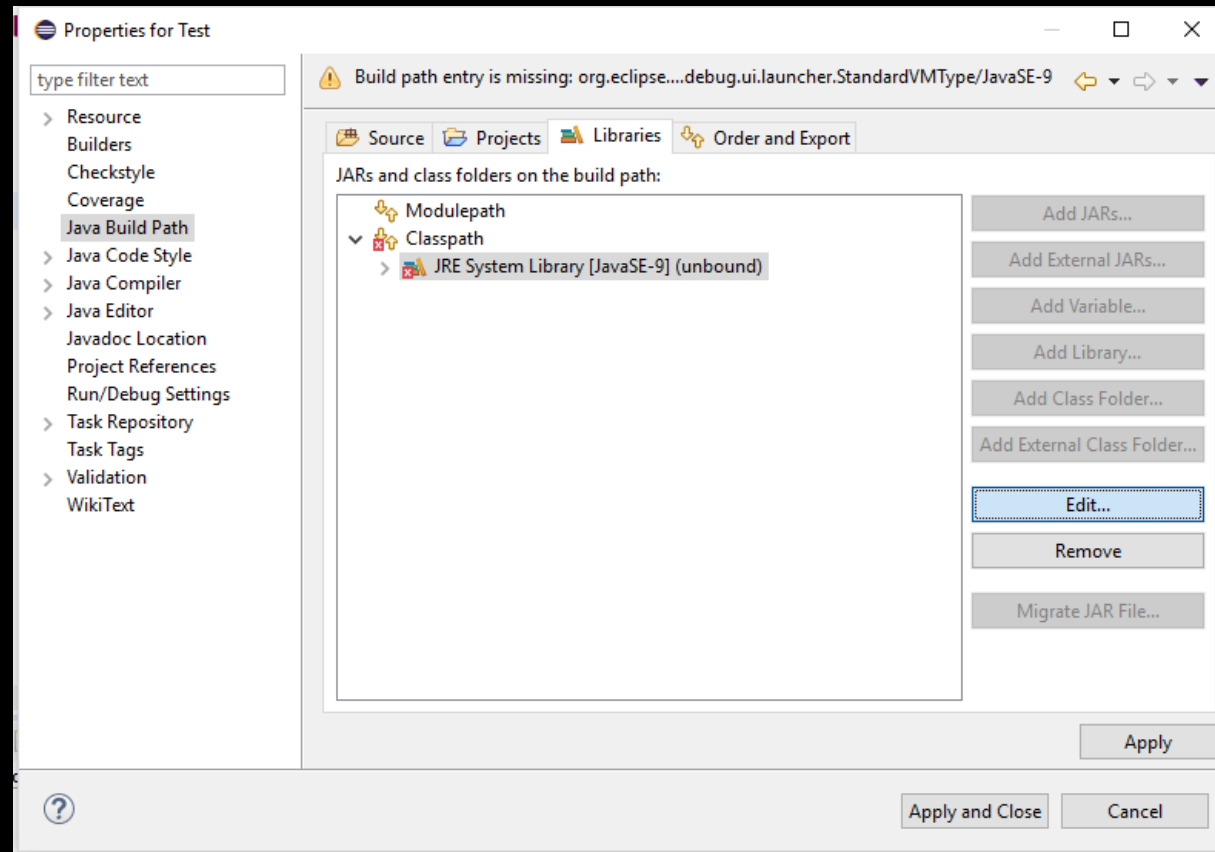 Properties for Test
type filter text
Resource
Builders
Checkstyle
Coverage
Java Build Path
Java Code Style
Java Compiler
Java Editor
Javadoc Location
Project References
Run/Debug Settings
Task Repository
Task Tags
Validation
WikiText
Build path entry is missing: org.eclipse....debug.ui.launcher.StandardVMType/JavaSE-9
Source Projects Libraries Order and Export
JARs and class folders on the build path:
Modulepath
Classpath
JRE System Library [JavaSE-9] (unbound)
Add JARs...
Add External JARs...
Add Variable...
Add Library...
Add Class Folder...
Add External Class Folder...
Edit...
Remove
Migrate JAR File...
Apply
Apply and Close Cancel